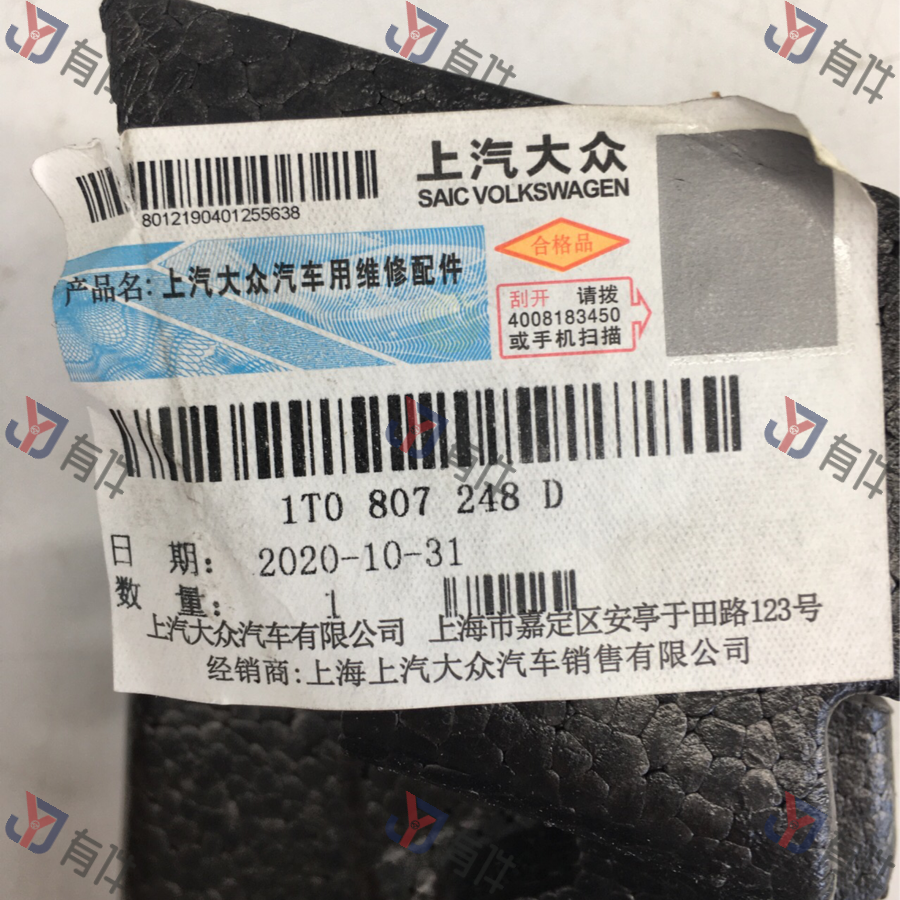 上汽大众
SAIC VOLKSWAGEN
8012190401255638
合格品
产品名: 上汽大众汽车用维修配件
刮开 请拨
4008183450
或手机扫描
1T0 807 248 D
日 期: 2020-10-31
数 量: 1
上汽大众汽车有限公司 上海市嘉定区安亭于田路123号
经销商:上海上汽大众汽车销售有限公司
有件
有件
有件
有件
有件
有件
有件
有件
有件